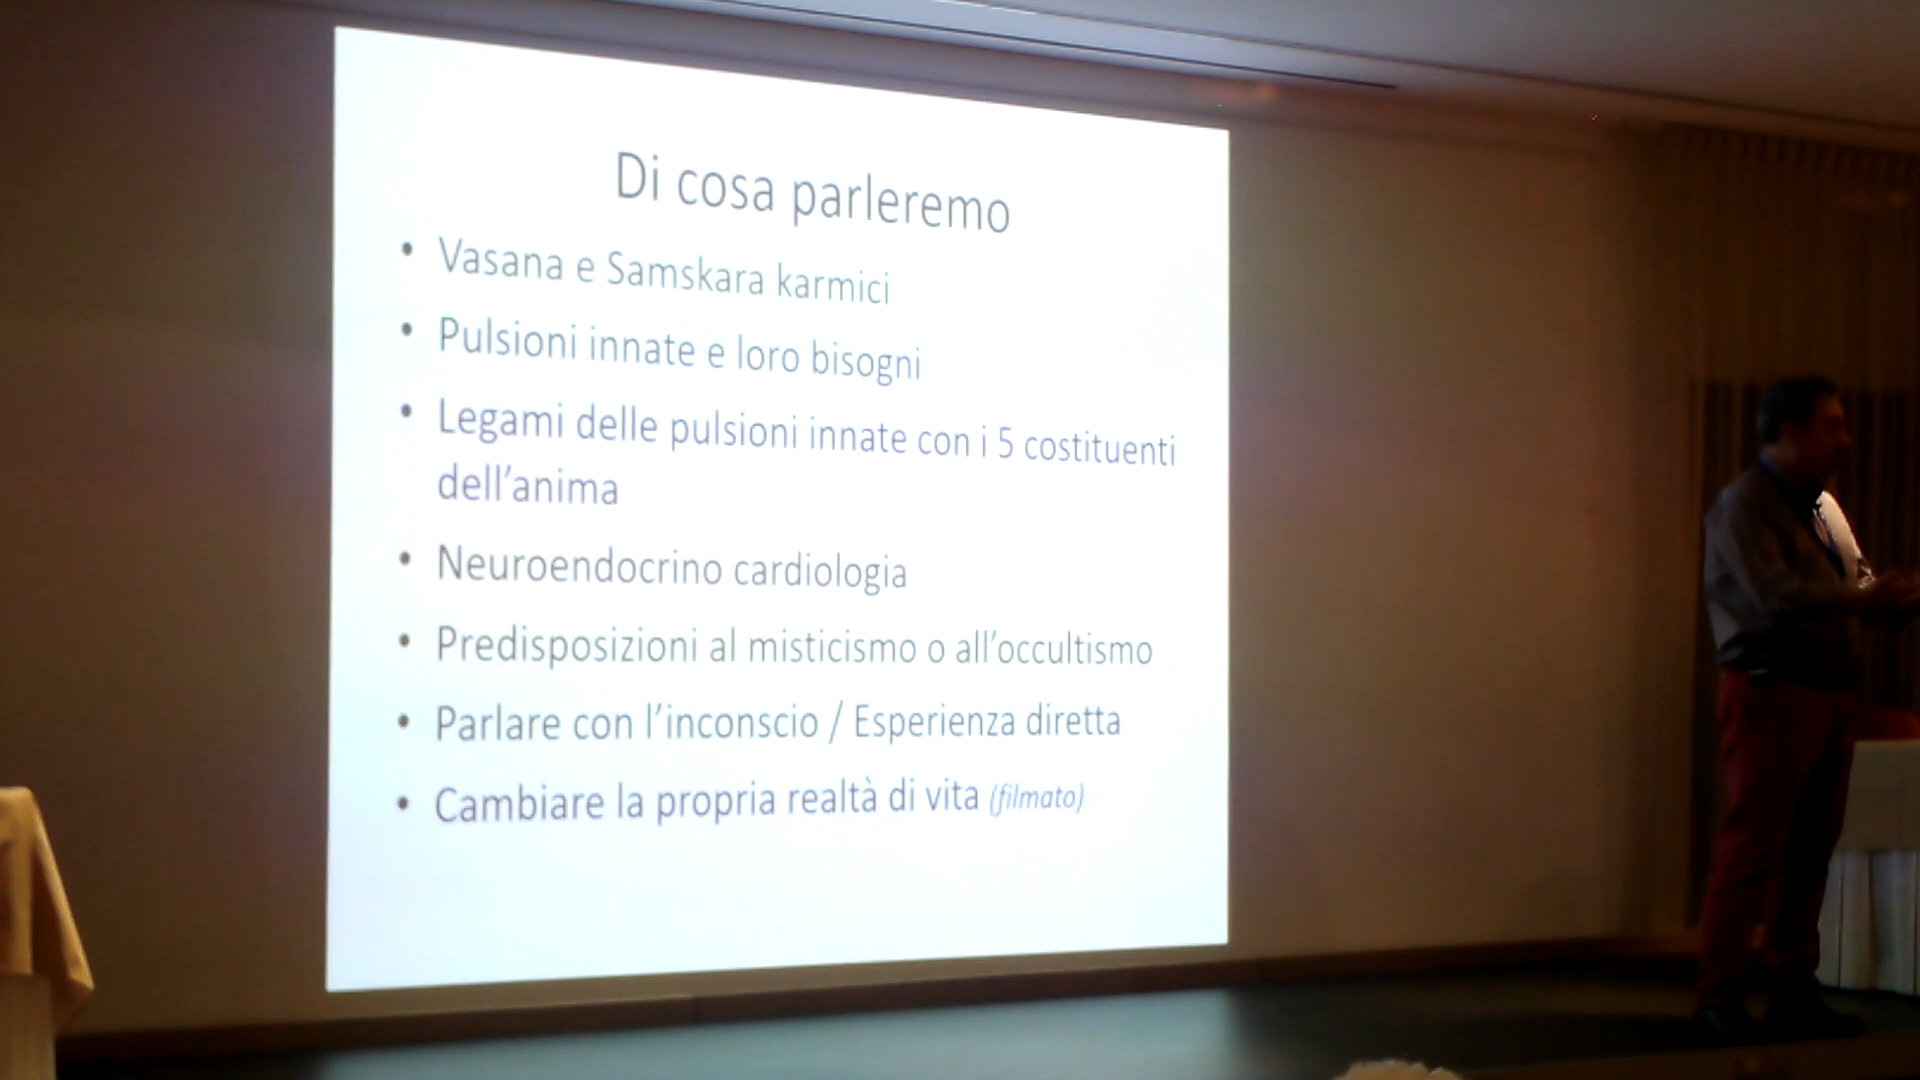 Di cosa parleremo
• Vasana e Samskara karmici
• Pulsioni innate e loro bisogni
• Legami delle pulsioni innate con i 5 costituenti
dell'anima
• Neuroendocrino cardiologia
• Predisposizioni al misticismo o all'occultismo
• Parlare con l'inconscio / Esperienza diretta
• Cambiare la propria realtà di vita (filmato)